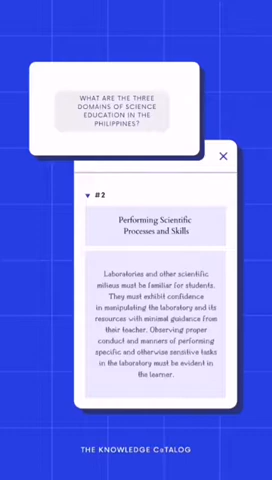 WHAT ARE THE THREE
DOMAINS OF SCIENCE
EDUCATION IN THE
PHILIPPINES?
#2
Performing Scientific
Processes and Skills
Laboratories and other scientific
milieus must be familiar for students.
They must exhibit confidence
in manipulating the laboratory and its
resources with minimal guidance from
their teacher. Observing proper
conduct and manners of performing
specific and otherwise sensitive tasks
in the laboratory must be evident in
the learner.
THE KNOWLEDGE CaTALOG